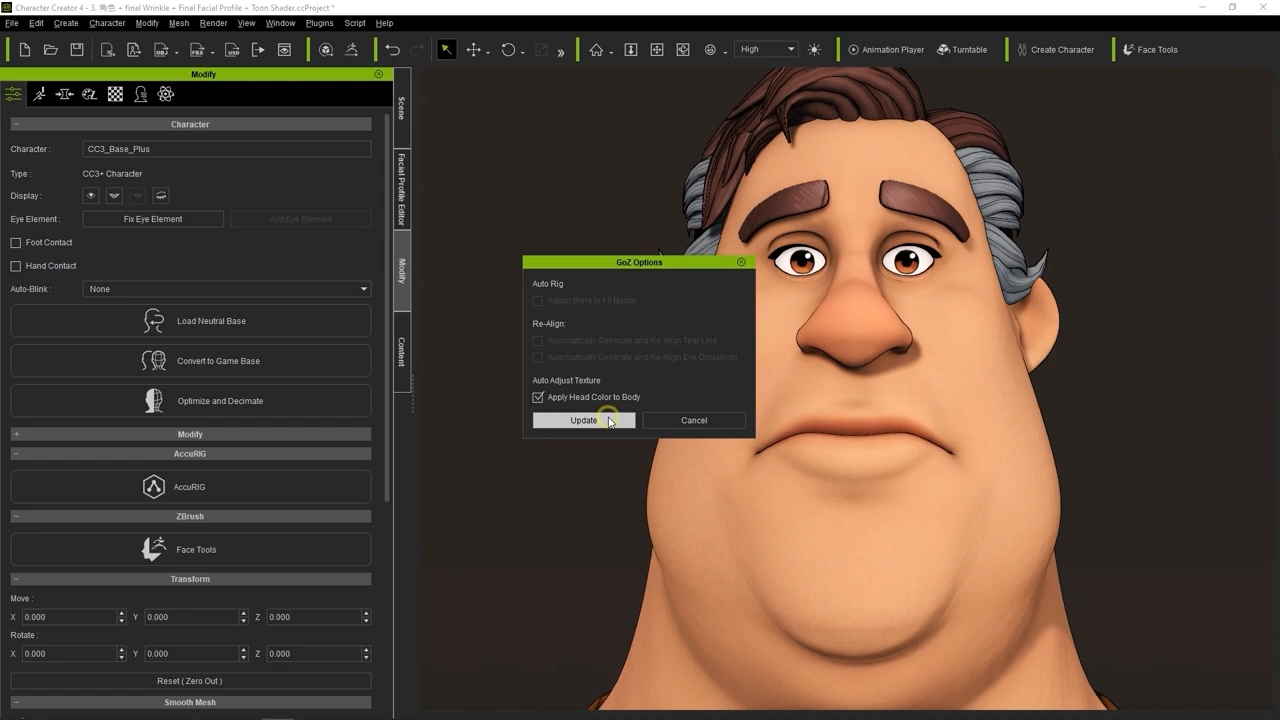 Character Creator 4 - 3. 角色 + final Wrinkle + Final Facial Profile + Toon Shader.ccProject *
File Edit Create Character Modify Mesh Render View Window Plugins Script Help
High Animation Player Turntable Create Character Face Tools
Modify
Scene
Facial Profile Editor
Modify
Content
Character
Character : CC3_Base_Plus
Type : CC3+ Character
Display :
Eye Element : Fix Eye Element Add Eye Element
Foot Contact
Hand Contact
Auto-Blink : None
Load Neutral Base
Convert to Game Base
Optimize and Decimate
Modify
AccuRIG
AccuRIG
ZBrush
Face Tools
Transform
Move :
X 0.000 Y 0.000 Z 0.000
Rotate :
X 0.000 Y 0.000 Z 0.000
Reset ( Zero Out )
Smooth Mesh
GoZ Options
Auto Rig
Adjust Bone to Fit Morph
Re-Align:
Automatically Generate and Re-Align Tear Line
Automatically Generate and Re-Align Eye Occlusion
Auto Adjust Texture
Apply Head Color to Body
Update Cancel